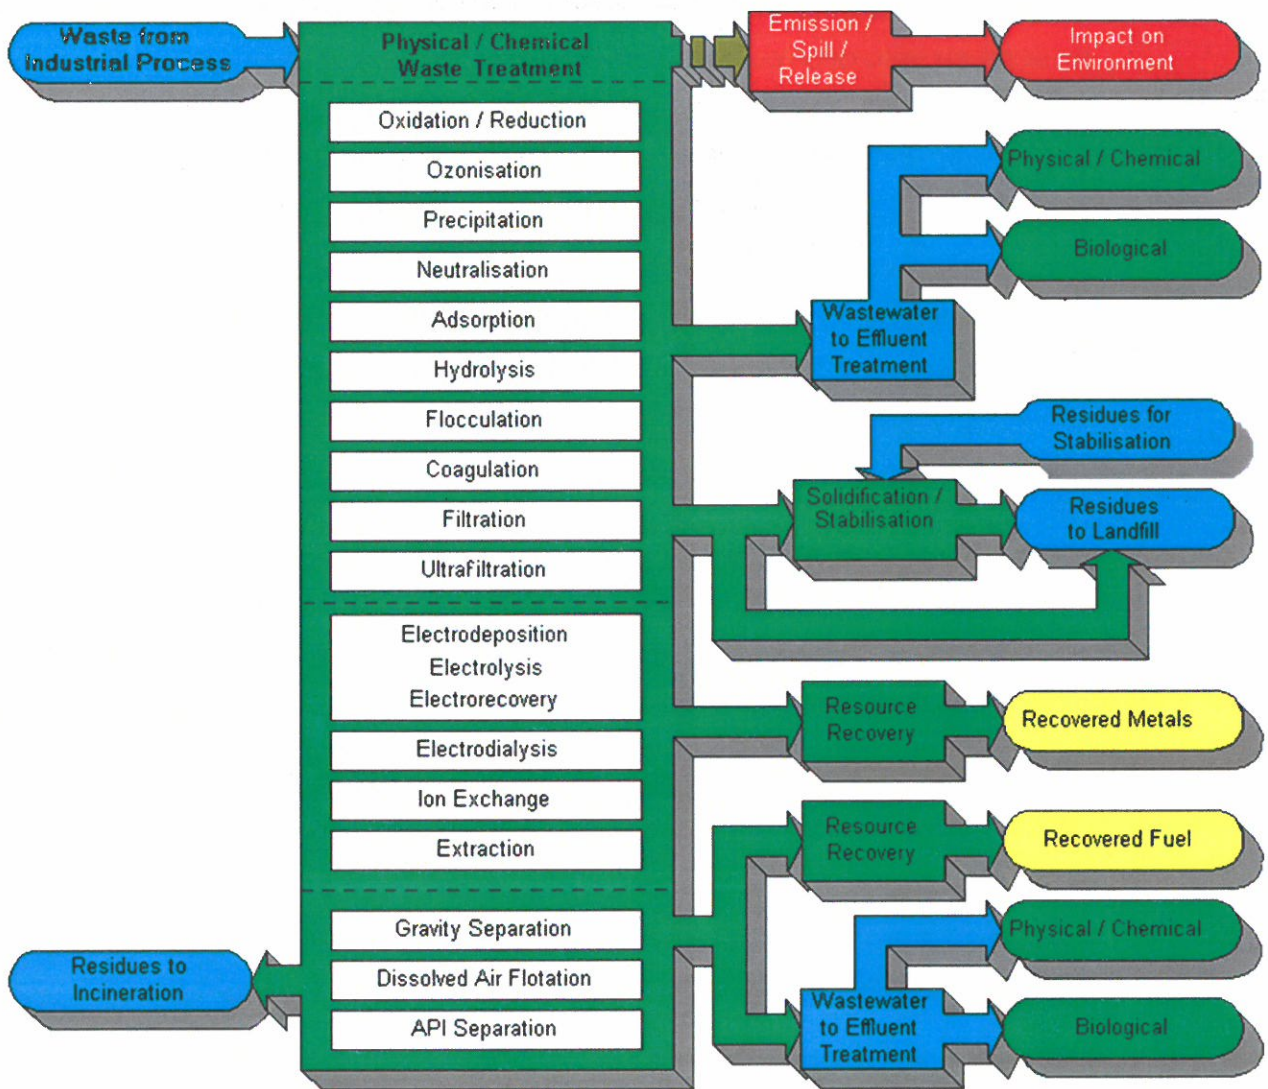 Waste from
Industrial Process
Physical / Chemical
Waste Treatment
Emission /
Spill /
Release
Impact on
Environment
Oxidation / Reduction
Ozonisation
Precipitation
Neutralisation
Adsorption
Hydrolysis
Flocculation
Coagulation
Filtration
Ultrafiltration
Electrodeposition
Electrolysis
Electrorecovery
Electrodialysis
Ion Exchange
Extraction
Gravity Separation
Dissolved Air Flotation
API Separation
Physical / Chemical
Biological
Wastewater
to Effluent
Treatment
Residues for
Stabilisation
Solidification /
Stabilisation
Residues
to Landfill
Resource
Recovery
Recovered Metals
Resource
Recovery
Recovered Fuel
Physical / Chemical
Wastewater
to Effluent
Treatment
Biological
Residues to
Incineration